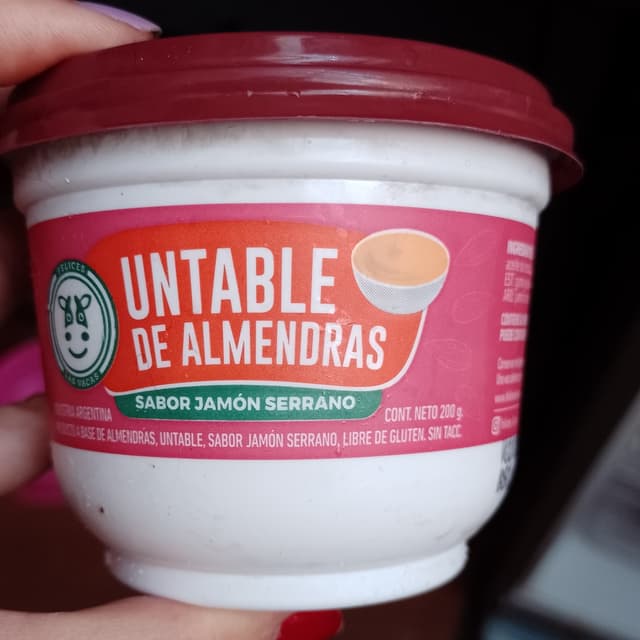 UNTABLE
DE ALMENDRAS
SABOR JAMÓN SERRANO
FELICES
LAS VACAS
INDUSTRIA ARGENTINA
CONT. NETO 200 g.
A BASE DE ALMENDRAS, UNTABLE, SABOR JAMÓN SERRANO, LIBRE DE GLUTEN. SIN TACC.